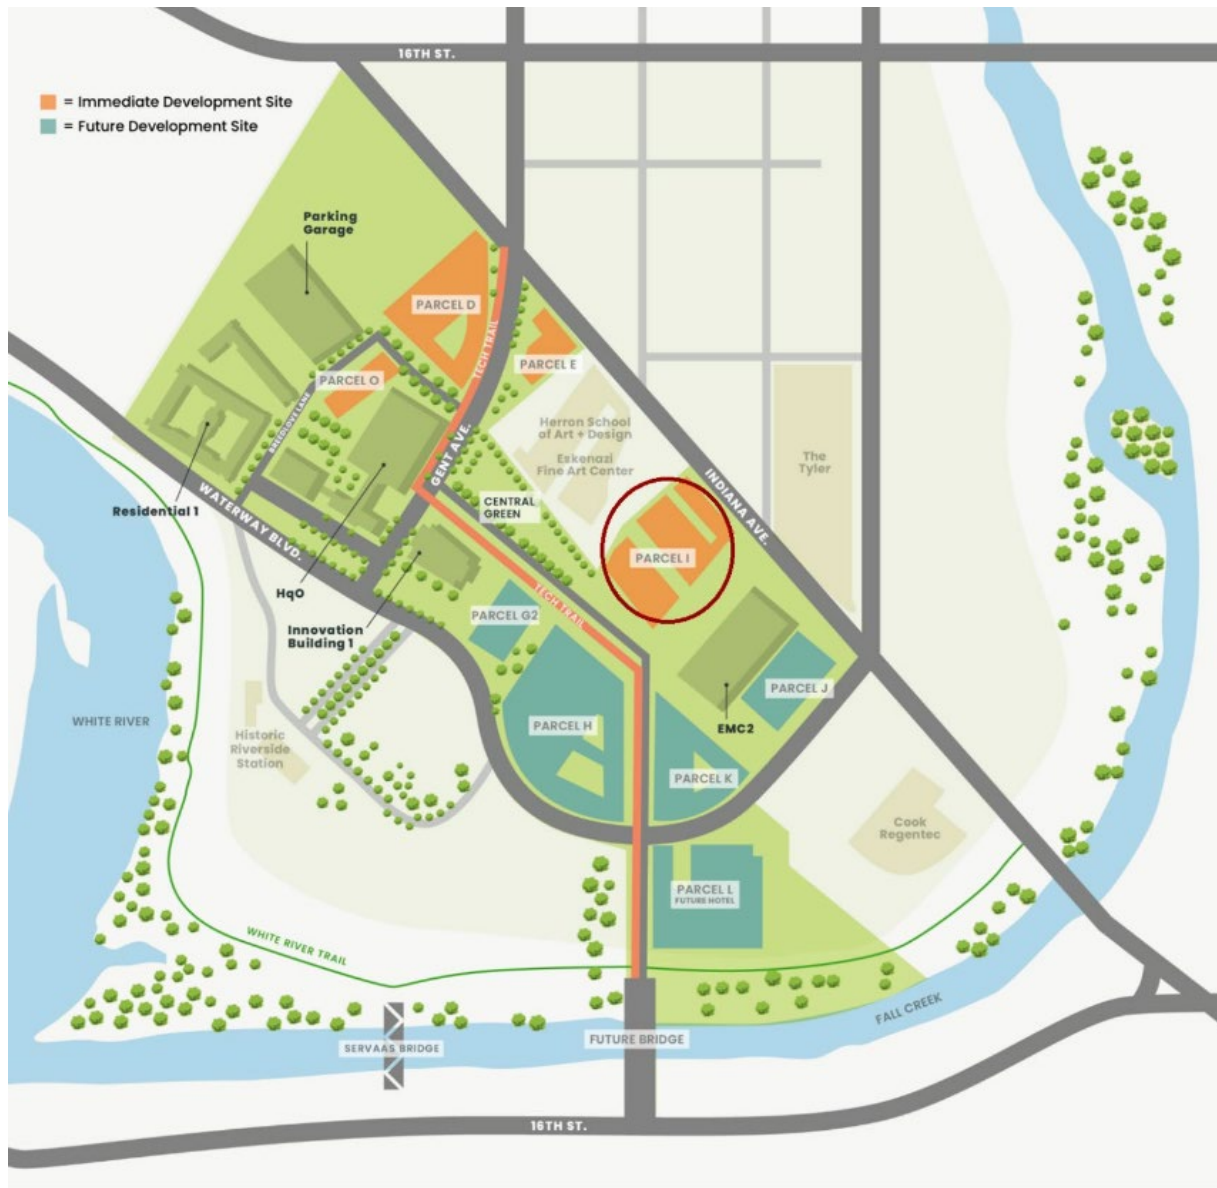 16TH ST.
= Immediate Development Site
= Future Development Site
Parking
Garage
PARCEL D
TECH TRAIL
PARCEL E
PARCEL O
BREEDLOVE LANE
Herron School
of Art + Design
Eskenazi
Fine Art Center
GENT AVE.
INDIANA AVE.
The
Tyler
CENTRAL
GREEN
Residential 1
WATERWAY BLVD.
PARCEL I
HqO
TECH TRAIL
PARCEL G2
Innovation
Building 1
PARCEL J
WHITE RIVER
Historic
Riverside
Station
PARCEL H
EMC2
PARCEL K
Cook
Regentec
PARCEL L
FUTURE HOTEL
WHITE RIVER TRAIL
FALL CREEK
SERVAAS BRIDGE
FUTURE BRIDGE
16TH ST.